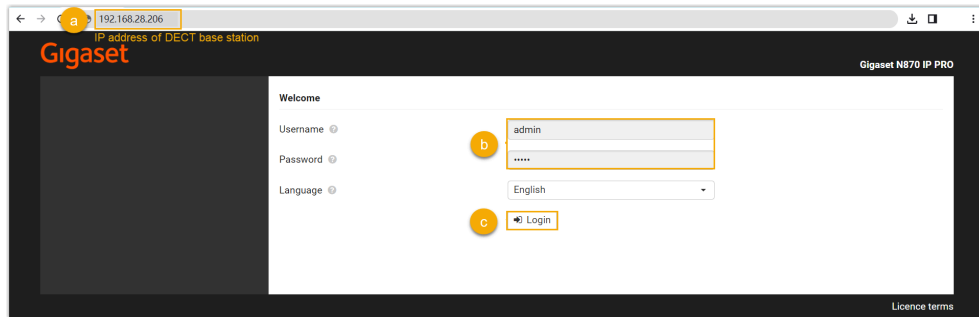 a
192.168.28.206
IP address of DECT base station
Gigaset
Gigaset N870 IP PRO
Welcome
Username
admin
b
Password
•••••
Language
English
c
Login
Licence terms